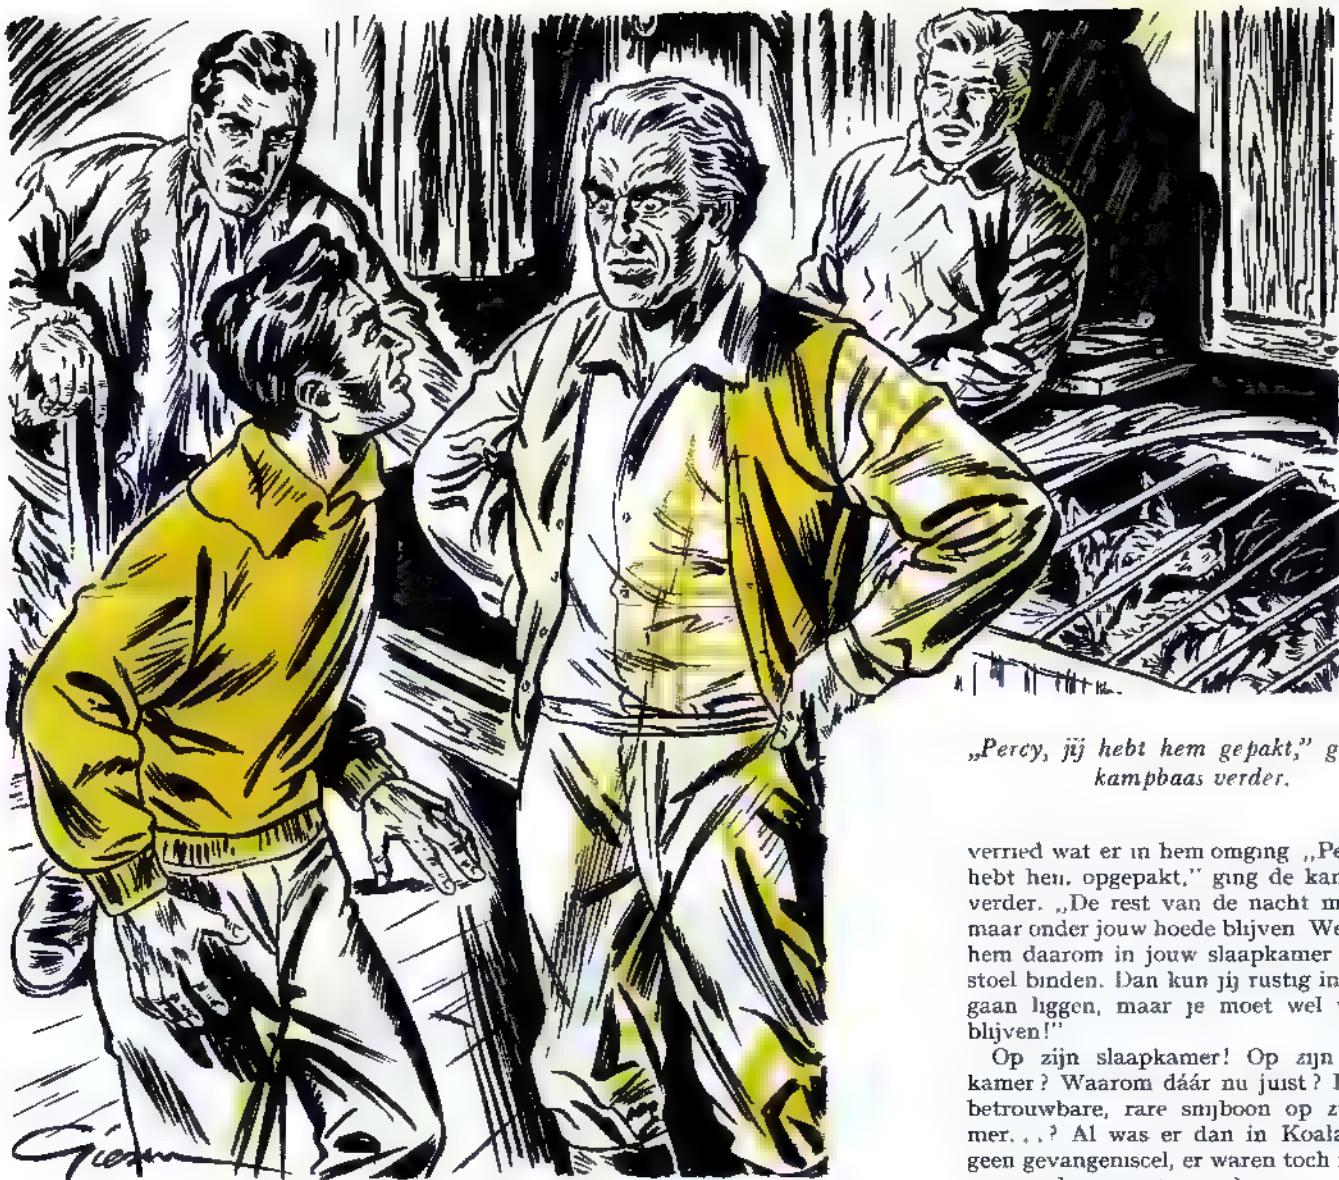 „Percy, jij hebt hem gepakt,” g
kampbaas verder.
verried wat er in hem omging „Pe
hebt hen. opgepakt.” ging de kam
verder. „De rest van de nacht m
maar onder jouw hoede blijven We
hem daarom in jouw slaapkamer
stoel binden. Dan kun jij rustig in
gaan liggen, maar je moet wel
blijven!”
Op zijn slaapkamer! Op zijn
kamer? Waarom dáár nu juist?
betrouwbare, rare snijboon op z
mer...? Al was er dan in Koala
geen gevangeniscel, er waren toch